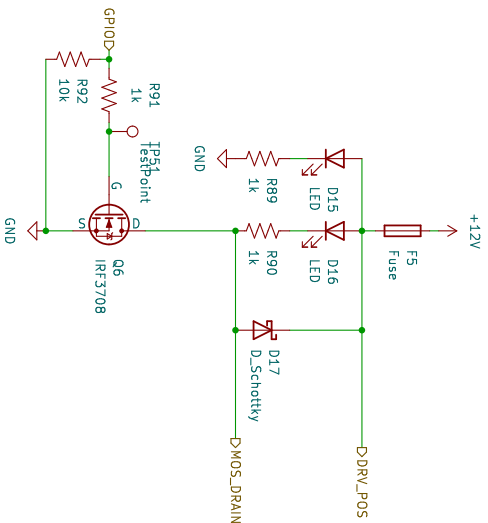 GPIO
R92
10k
R91
1k
TP51
TestPoint
GND
R89
1k
D15
LED
+12V
F5
Fuse
R90
1k
D16
LED
G
S
D
Q6
IRF3708
GND
D17
D_Schottky
MOS_DRAIN
DRV_POS